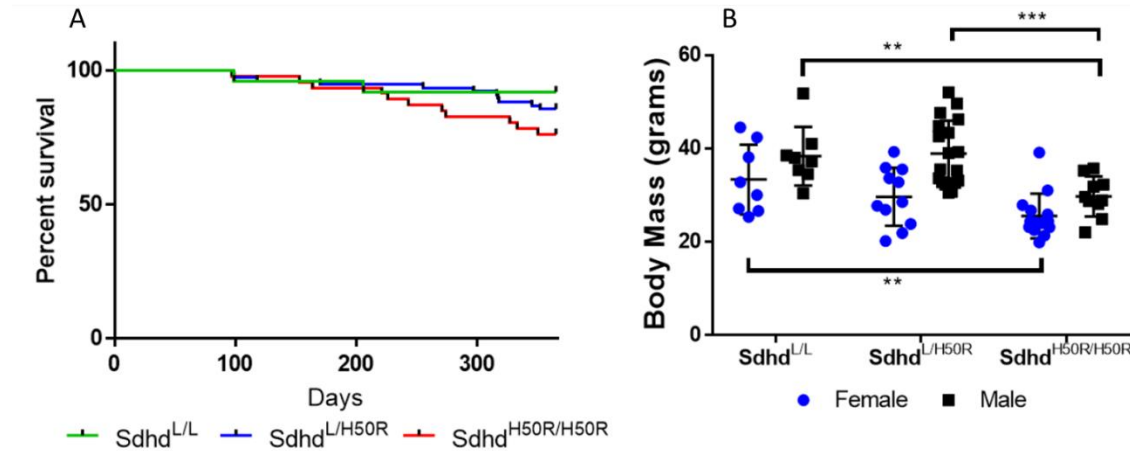 A
Percent survival
100
50
0
0 100 200 300
Days
Sdhd^L/L Sdhd^L/H50R Sdhd^H50R/H50R
B
Body Mass (grams)
60
40
20
0
***
**
**
Sdhd^L/L Sdhd^L/H50R Sdhd^H50R/H50R
Female Male